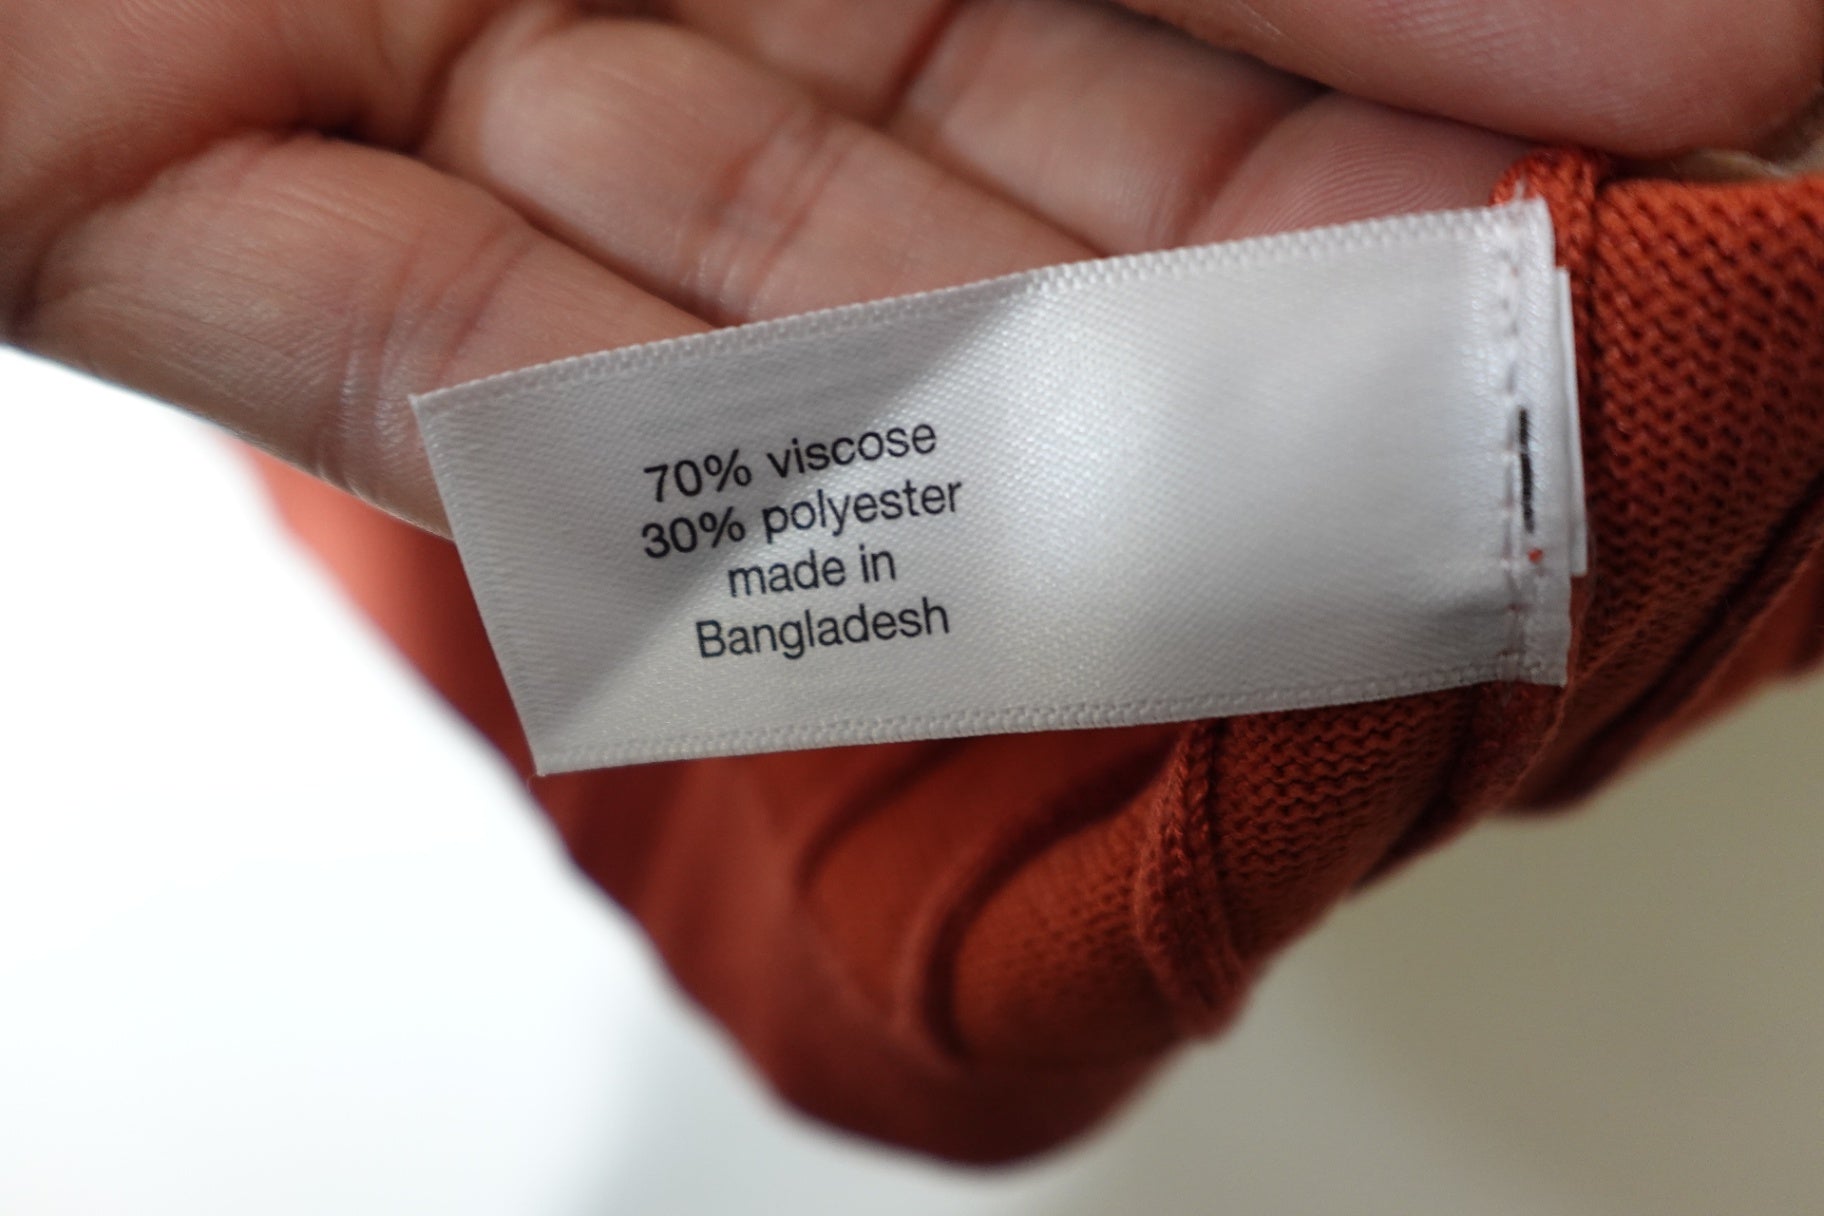 70% viscose
30% polyester
made in
Bangladesh